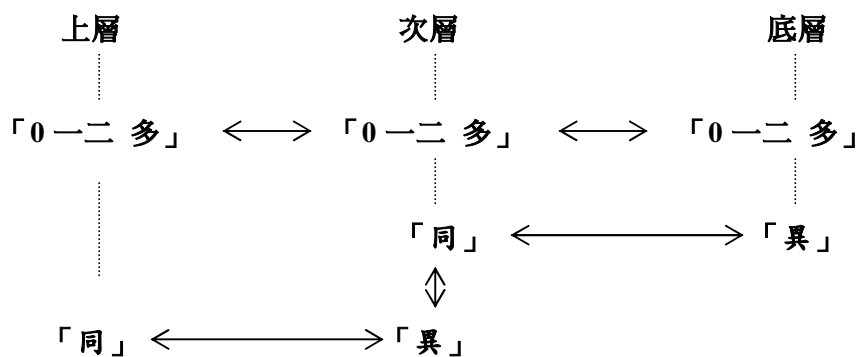 上層 次層 底層
「0 一二 多」 「0 一二 多」 「0 一二 多」
「同」 「異」
「同」 「異」